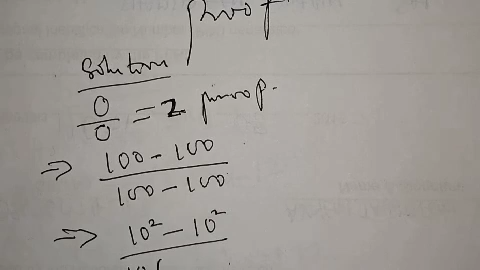 proof
Solution
0/0 = 2 proof.
⇒ 100 - 100 / 100 - 100
⇒ 10² - 10² /